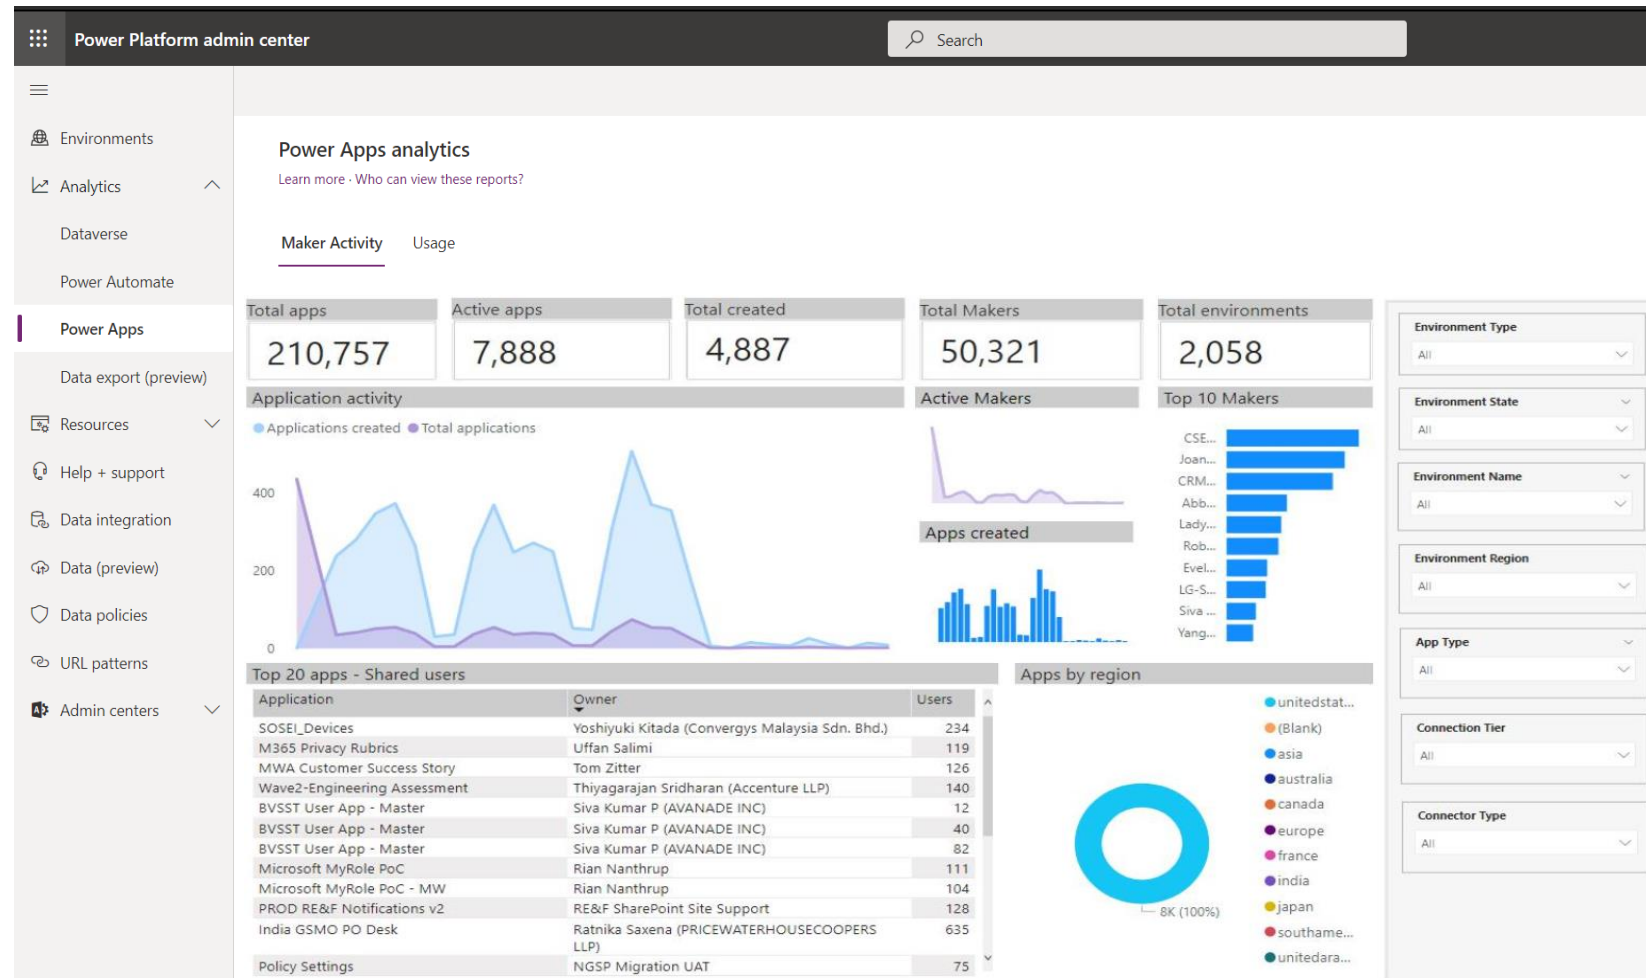 Power Platform admin center
Search
Environments
Analytics
Dataverse
Power Automate
Power Apps
Data export (preview)
Resources
Help + support
Data integration
Data (preview)
Data policies
URL patterns
Admin centers
Power Apps analytics
Learn more · Who can view these reports?
Maker Activity Usage
Total apps
210,757
Active apps
7,888
Total created
4,887
Total Makers
50,321
Total environments
2,058
Application activity
Applications created Total applications
400
200
0
Active Makers
Apps created
Top 10 Makers
CSE...
Joan...
CRM...
Abb...
Lady...
Rob...
Evel...
LG-S...
Siva ...
Yang...
Top 20 apps - Shared users
Application Owner Users
SOSEI_Devices Yoshiyuki Kitada (Convergys Malaysia Sdn. Bhd.) 234
M365 Privacy Rubrics Uffan Salimi 119
MWA Customer Success Story Tom Zitter 126
Wave2-Engineering Assessment Thiyagarajan Sridharan (Accenture LLP) 140
BVSST User App - Master Siva Kumar P (AVANADE INC) 12
BVSST User App - Master Siva Kumar P (AVANADE INC) 40
BVSST User App - Master Siva Kumar P (AVANADE INC) 82
Microsoft MyRole PoC Rian Nanthrup 111
Microsoft MyRole PoC - MW Rian Nanthrup 104
PROD RE&F Notifications v2 RE&F SharePoint Site Support 128
India GSMO PO Desk Ratnika Saxena (PRICEWATERHOUSECOOPERS 635
LLP)
Policy Settings NGSP Migration UAT 75
Apps by region
8K (100%)
unitedstat...
(Blank)
asia
australia
canada
europe
france
india
japan
southame...
unitedara...
Environment Type
All
Environment State
All
Environment Name
All
Environment Region
All
App Type
All
Connection Tier
All
Connector Type
All